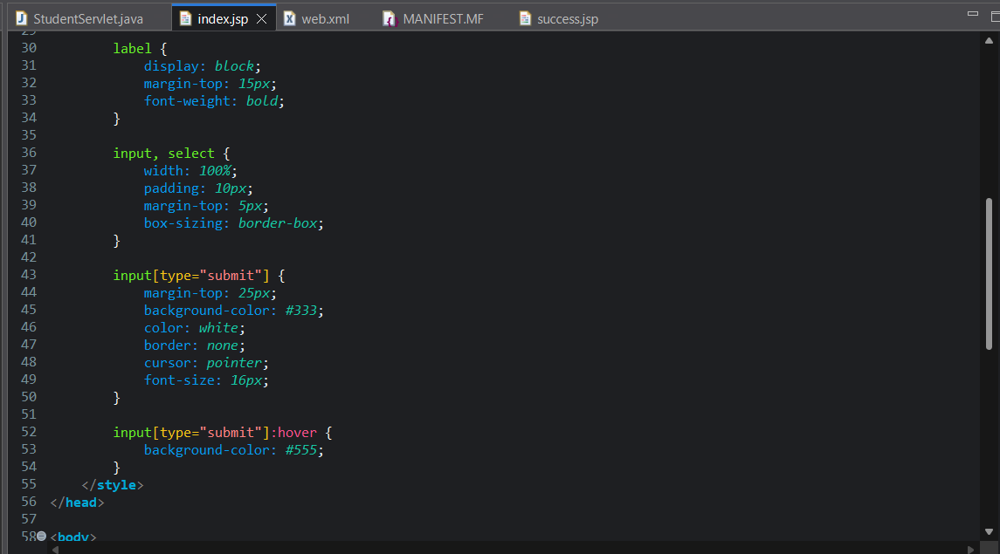 StudentServlet.java index.jsp web.xml MANIFEST.MF success.jsp
29
30 label {
31 display: block;
32 margin-top: 15px;
33 font-weight: bold;
34 }
35
36 input, select {
37 width: 100%;
38 padding: 10px;
39 margin-top: 5px;
40 box-sizing: border-box;
41 }
42
43 input[type="submit"] {
44 margin-top: 25px;
45 background-color: #333;
46 color: white;
47 border: none;
48 cursor: pointer;
49 font-size: 16px;
50 }
51
52 input[type="submit"]:hover {
53 background-color: #555;
54 }
55 </style>
56 </head>
57
58 <body>